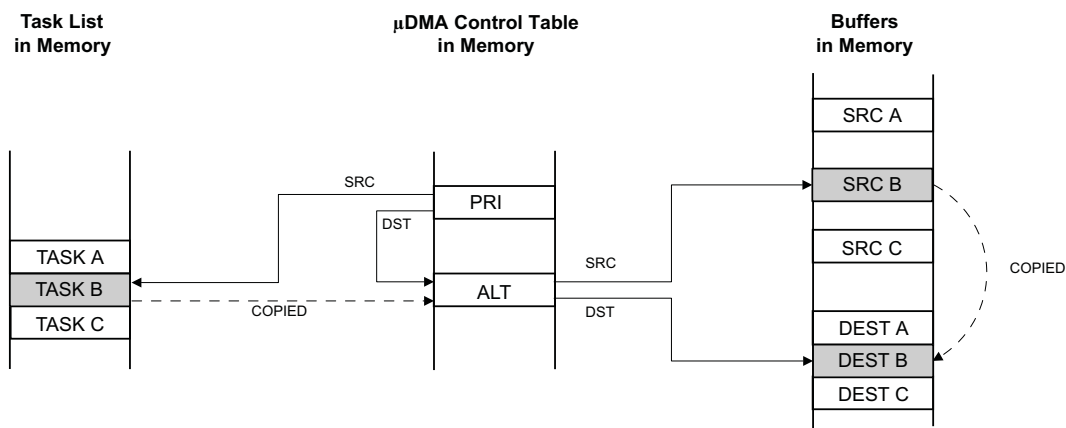 Task List
in Memory
μDMA Control Table
in Memory
Buffers
in Memory
SRC A
SRC
PRI
SRC B
DST
SRC C
TASK A
SRC
COPIED
TASK B
ALT
COPIED
DST
TASK C
DEST A
DEST B
DEST C